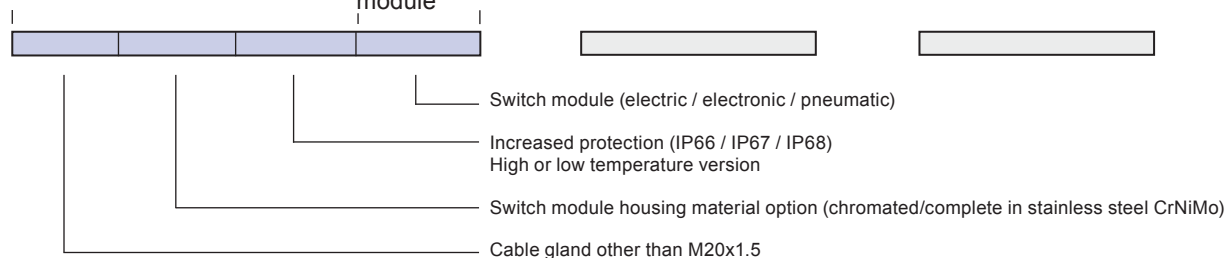 module
Switch module (electric / electronic / pneumatic)
Increased protection (IP66 / IP67 / IP68)
High or low temperature version
Switch module housing material option (chromated/complete in stainless steel CrNiMo)
Cable gland other than M20x1.5